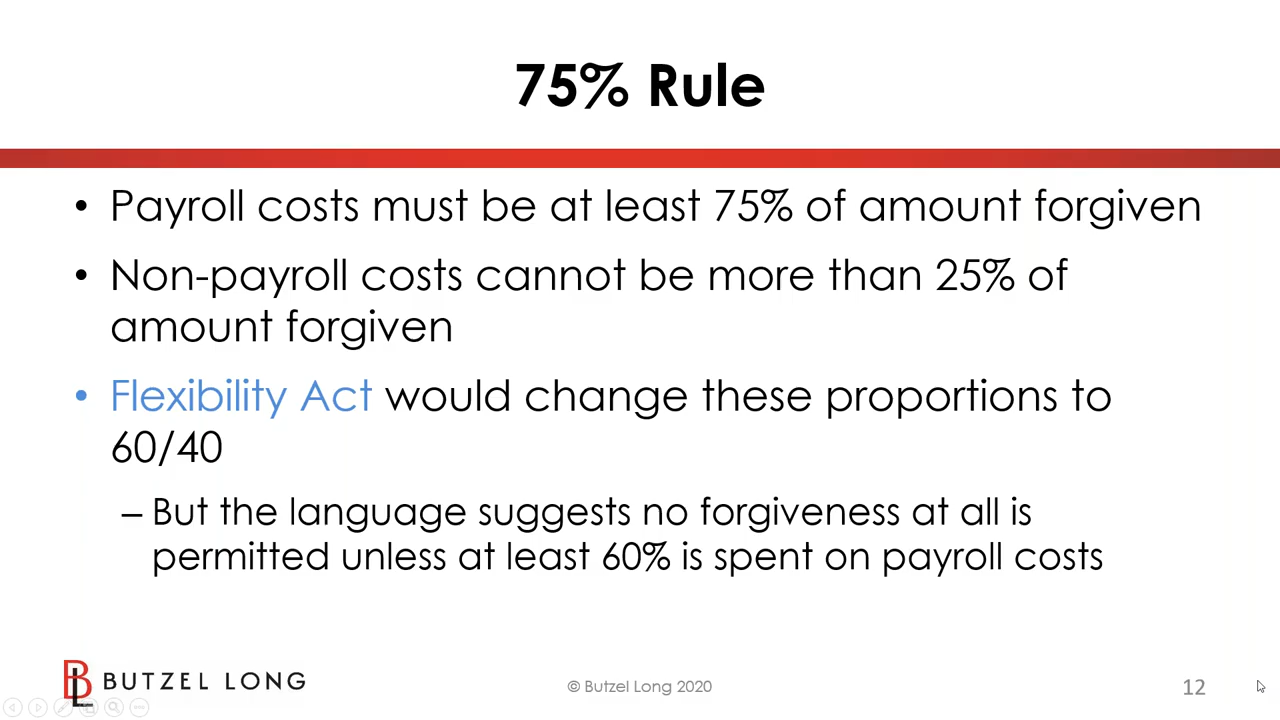 75% Rule
• Payroll costs must be at least 75% of amount forgiven
• Non-payroll costs cannot be more than 25% of
amount forgiven
• Flexibility Act would change these proportions to
60/40
– But the language suggests no forgiveness at all is
permitted unless at least 60% is spent on payroll costs
BL BUTZEL LONG
© Butzel Long 2020
12